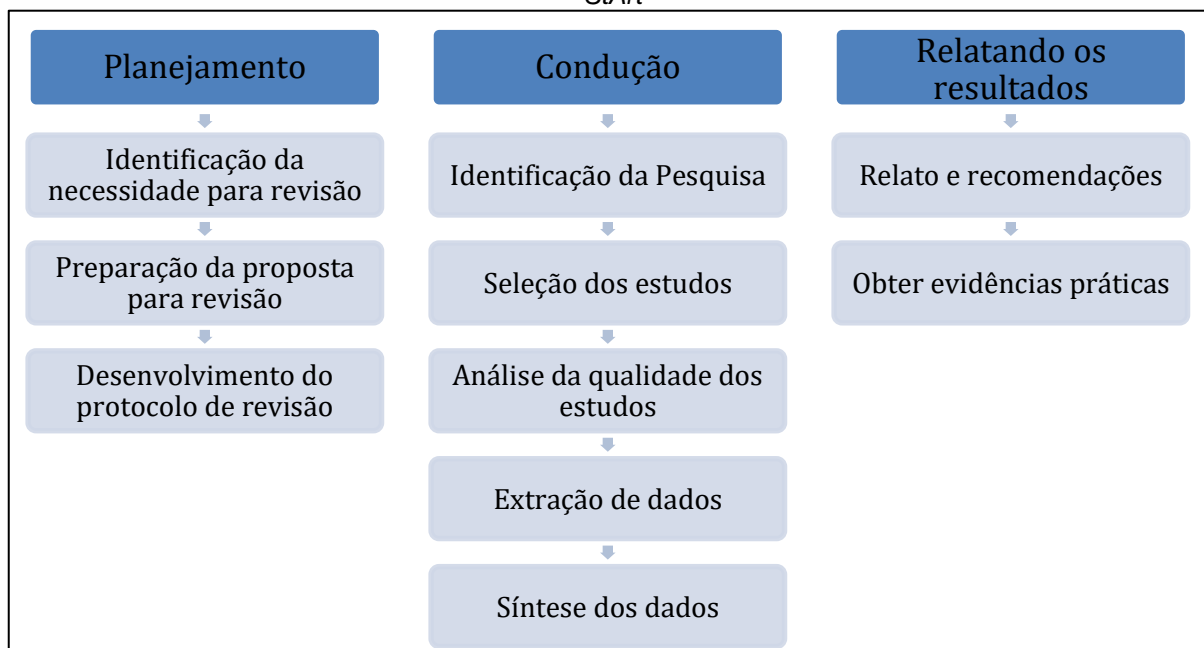 StArt
Planejamento
Identificação da
necessidade para revisão
Preparação da proposta
para revisão
Desenvolvimento do
protocolo de revisão
Condução
Identificação da Pesquisa
Seleção dos estudos
Análise da qualidade dos
estudos
Extração de dados
Síntese dos dados
Relatando os
resultados
Relato e recomendações
Obter evidências práticas